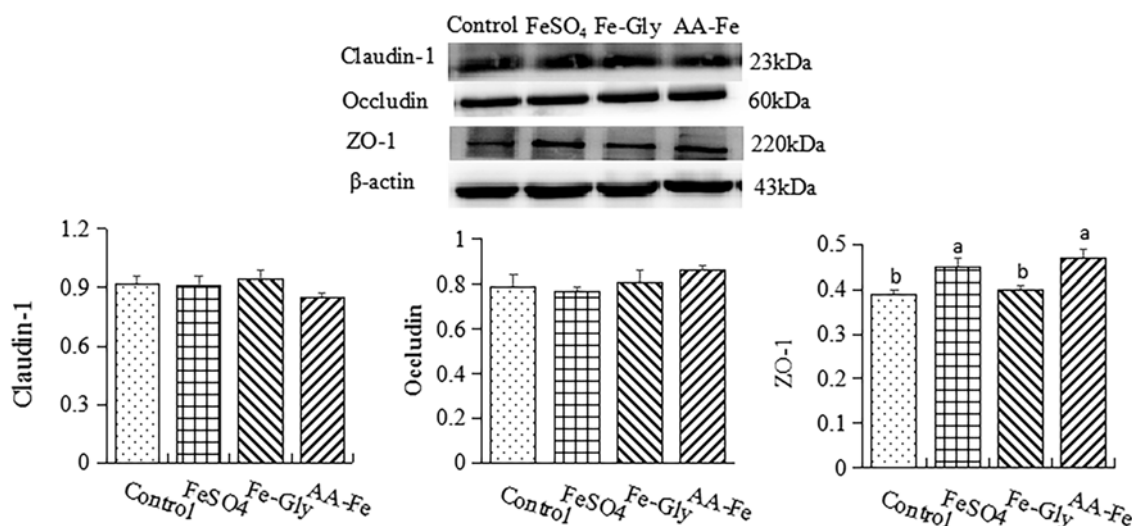 Control FeSO₄ Fe-Gly AA-Fe
Claudin-1 23kDa
Occludin 60kDa
ZO-1 220kDa
β-actin 43kDa
Claudin-1
1.2
0.9
0.6
0.3
0
Control FeSO4 Fe-Gly AA-Fe
Occludin
1
0.8
0.6
0.4
0.2
0
Control FeSO4 Fe-Gly AA-Fe
ZO-1
0.5
0.4
0.3
0.2
0.1
0
b a b a
Control FeSO4 Fe-Gly AA-Fe